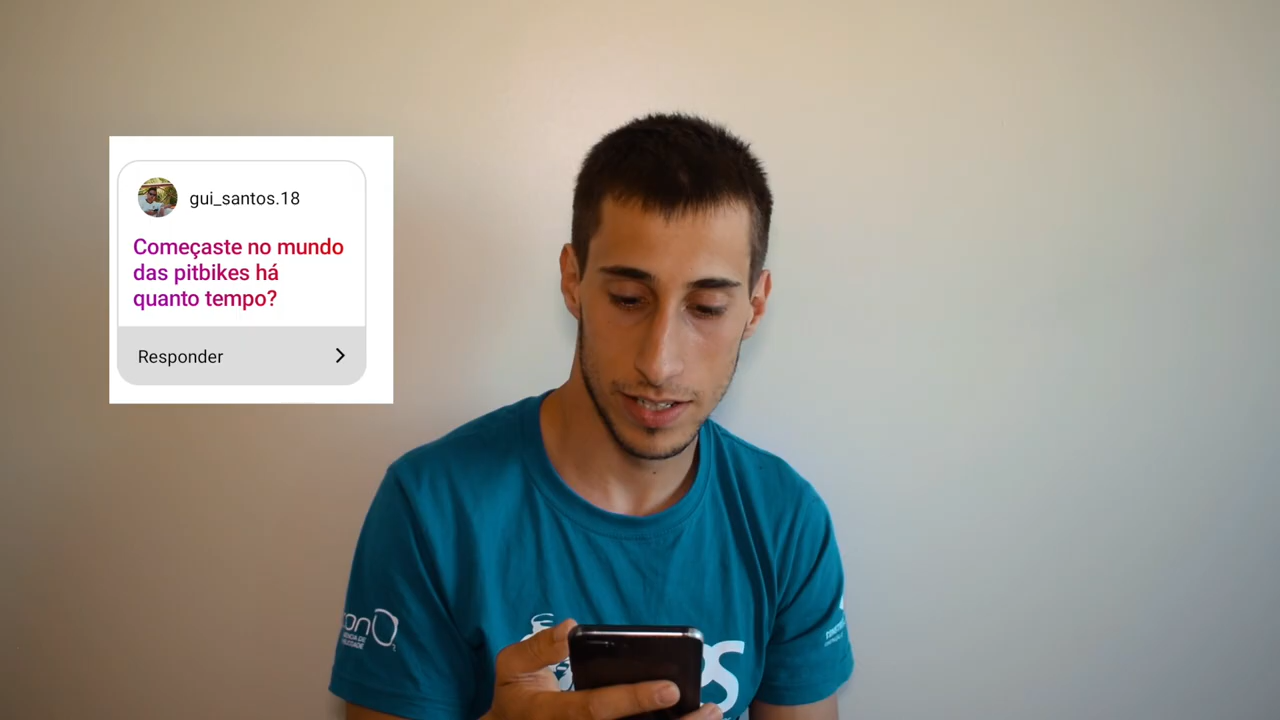 gui_santos.18
Começaste no mundo
das pitbikes há
quanto tempo?
Responder